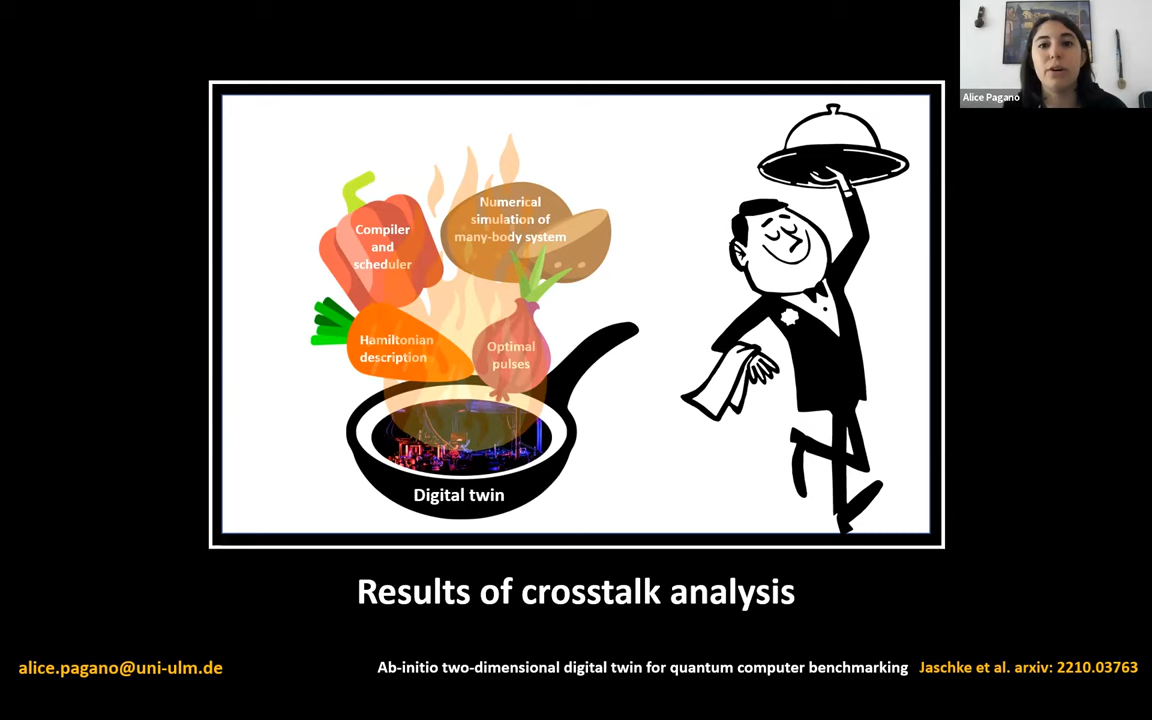 Alice Pagano
Numerical
simulation of
many-body system
Compiler
and
scheduler
Hamiltonian
description
Optimal
pulses
Digital twin
Results of crosstalk analysis
alice.pagano@uni-ulm.de
Ab-initio two-dimensional digital twin for quantum computer benchmarking Jaschke et al. arxiv: 2210.03763